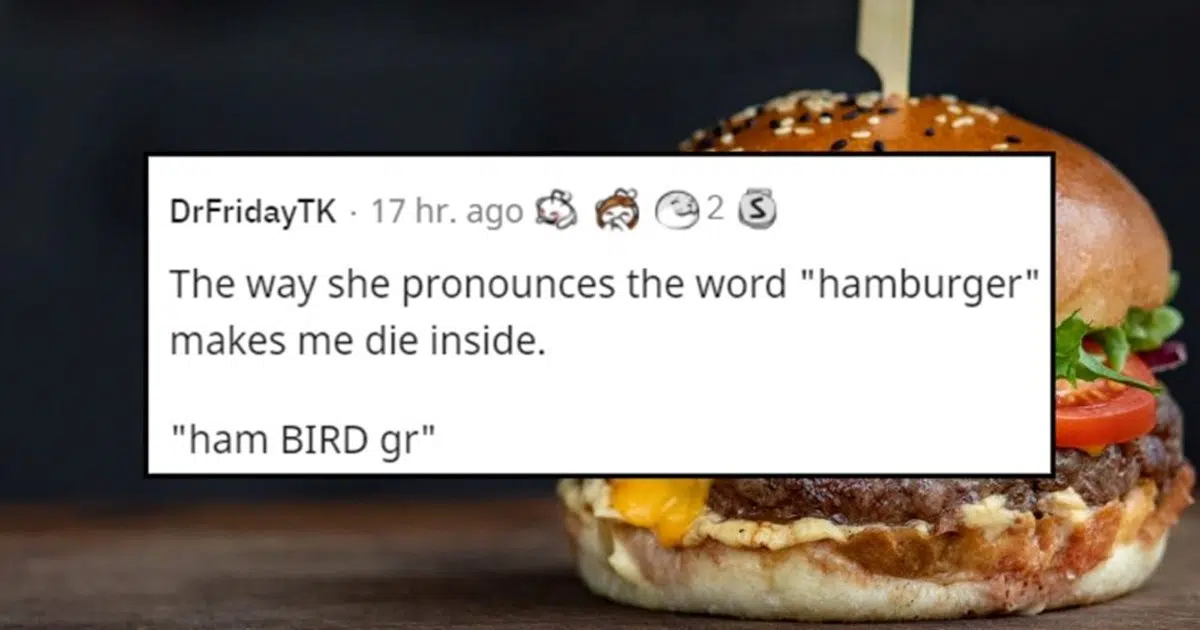 DrFridayTK · 17 hr. ago 2 S
The way she pronounces the word "hamburger"
makes me die inside.
"ham BIRD gr"